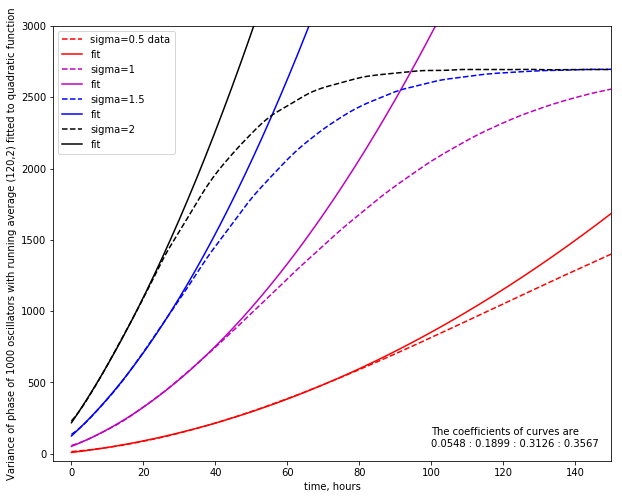 Variance of phase of 1000 oscillators with running average (120,2) fitted to quadratic function
3000
2500
2000
1500
1000
500
0
sigma=0.5 data
fit
sigma=1
fit
sigma=1.5
fit
sigma=2
fit
The coefficients of curves are
0.0548 : 0.1899 : 0.3126 : 0.3567
0 20 40 60 80 100 120 140
time, hours